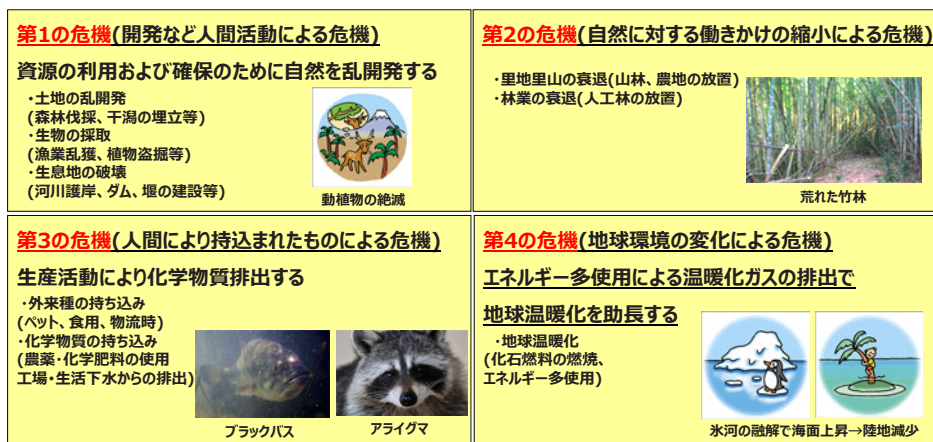 第1の危機(開発など人間活動による危機)
資源の利用および確保のために自然を乱開発する
・土地の乱開発
(森林伐採、干潟の埋立等)
・生物の採取
(漁業乱獲、植物盗掘等)
・生息地の破壊
(河川護岸、ダム、堰の建設等)
動植物の絶滅
第2の危機(自然に対する働きかけの縮小による危機)
・里地里山の衰退(山林、農地の放置)
・林業の衰退(人工林の放置)
荒れた竹林
第3の危機(人間により持込まれたものによる危機)
生産活動により化学物質排出する
・外来種の持ち込み
(ペット、食用、物流時)
・化学物質の持ち込み
(農薬・化学肥料の使用
工場・生活下水からの排出)
ブラックバス
アライグマ
第4の危機(地球環境の変化による危機)
エネルギー多使用による温暖化ガスの排出で
地球温暖化を助長する
・地球温暖化
(化石燃料の燃焼、
エネルギー多使用)
氷河の融解で海面上昇→陸地減少